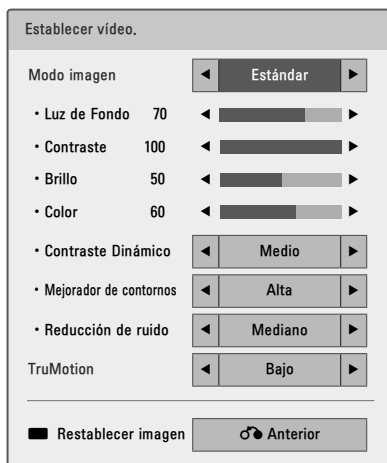 Establecer vídeo.
Modo imagen ◄ Estándar ►
• Luz de Fondo 70 ◄ ►
• Contraste 100 ◄ ►
• Brillo 50 ◄ ►
• Color 60 ◄ ►
• Contraste Dinámico ◄ Medio ►
• Mejorador de contornos ◄ Alta ►
• Reducción de ruido ◄ Mediano ►
TruMotion ◄ Bajo ►
Restablecer imagen Anterior